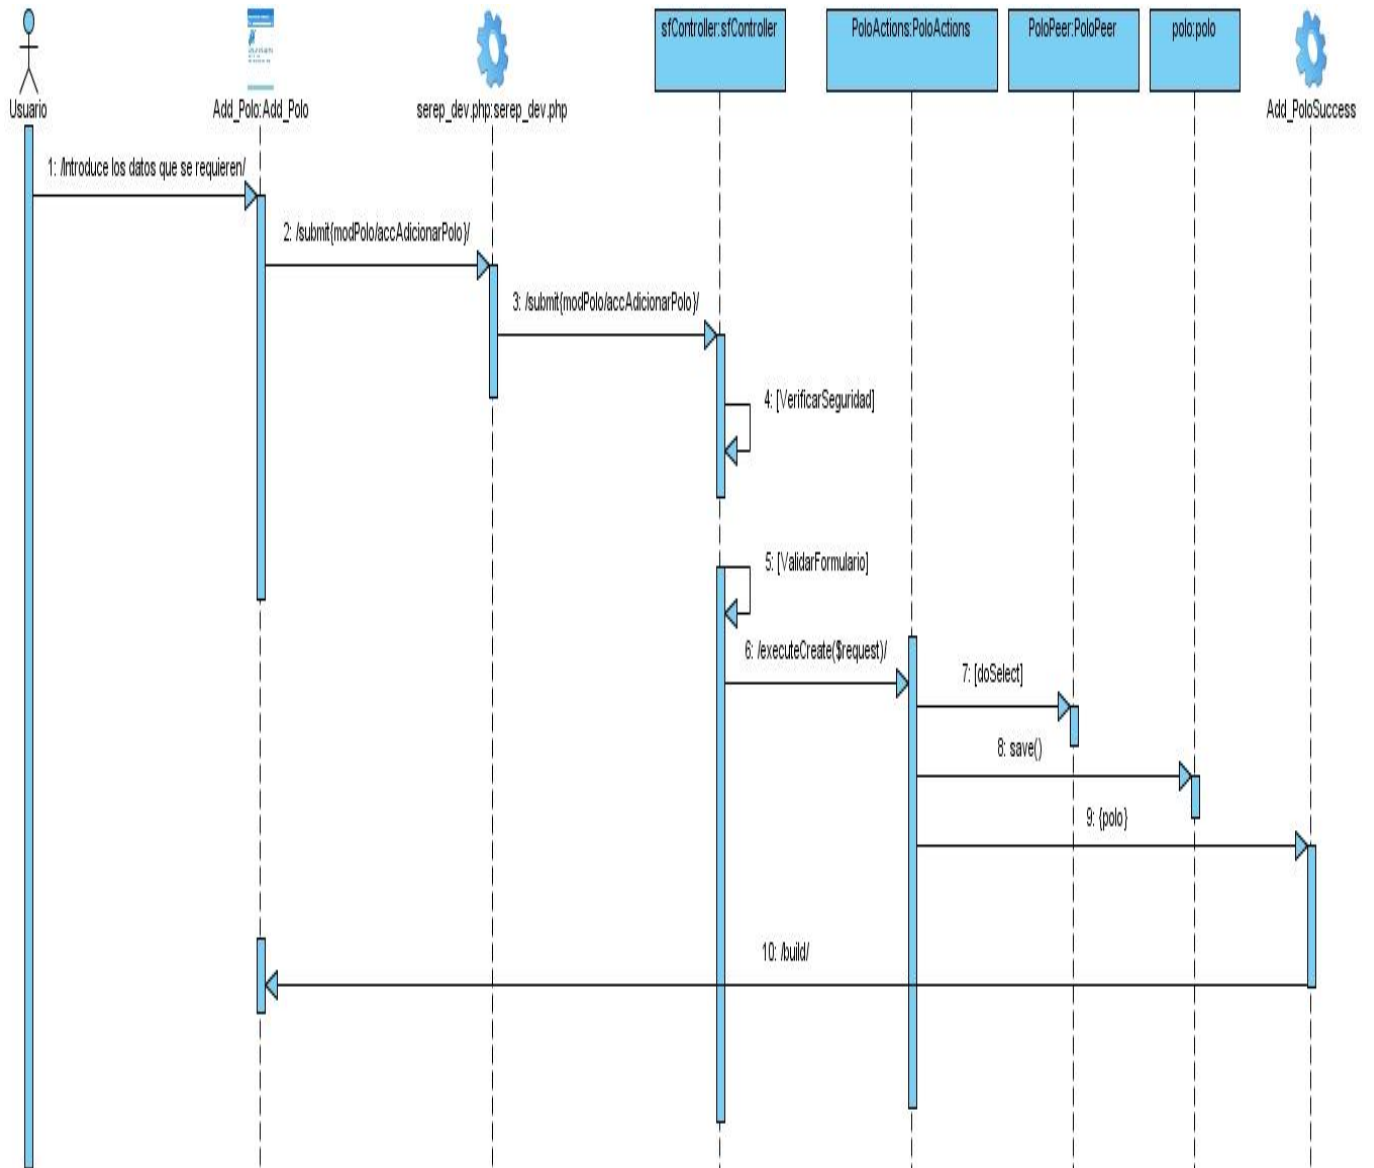 sfController:sfController
PoloActions:PoloActions
PoloPeer:PoloPeer
polo:polo
Usuario
Add_Polo:Add_Polo
serep_dev.php:serep_dev.php
Add_PoloSuccess
1: /Introduce los datos que se requieren/
2: /submit{modPolo/accAdicionarPolo}/
3: /submit{modPolo/accAdicionarPolo}/
4: [VerificarSeguridad]
5: [ValidarFormulario]
6: /executeCreate($request)/
7: [doSelect]
8: save()
9: {polo}
10: /build/